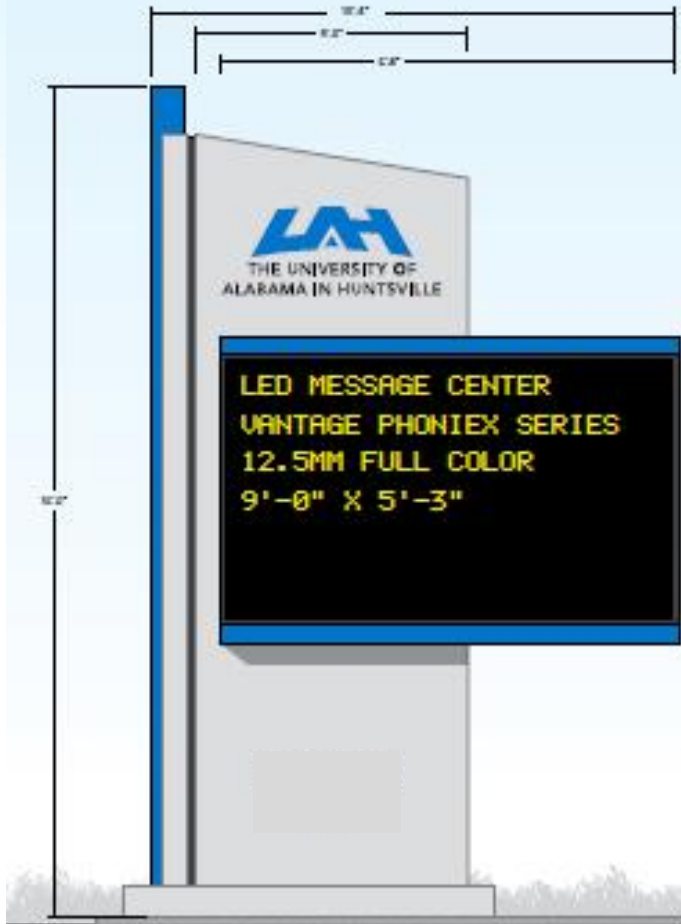 UAH
THE UNIVERSITY OF
ALABAMA IN HUNTSVILLE
LED MESSAGE CENTER
VANTAGE PHONIEX SERIES
12.5MM FULL COLOR
9'-0" X 5'-3"